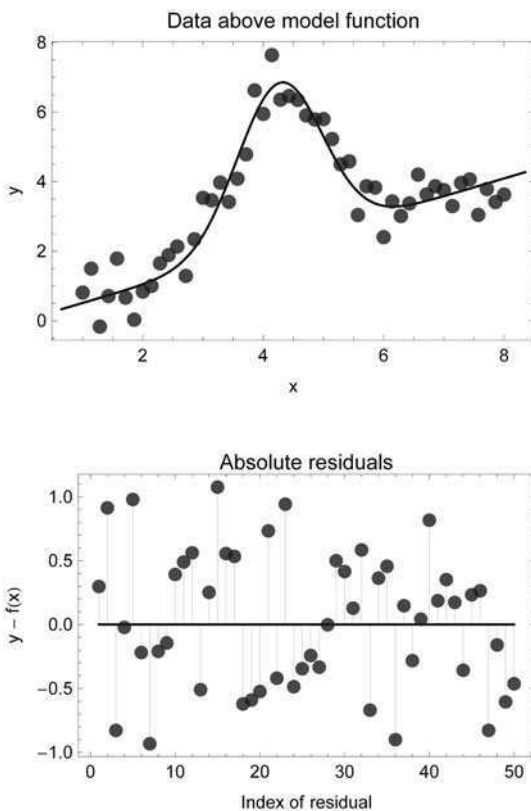 Data above model function
8
6
4
2
0
y
2 4 6 8
x
Absolute residuals
1.0
0.5
0.0
−0.5
−1.0
y − f(x)
0 10 20 30 40 50
Index of residual